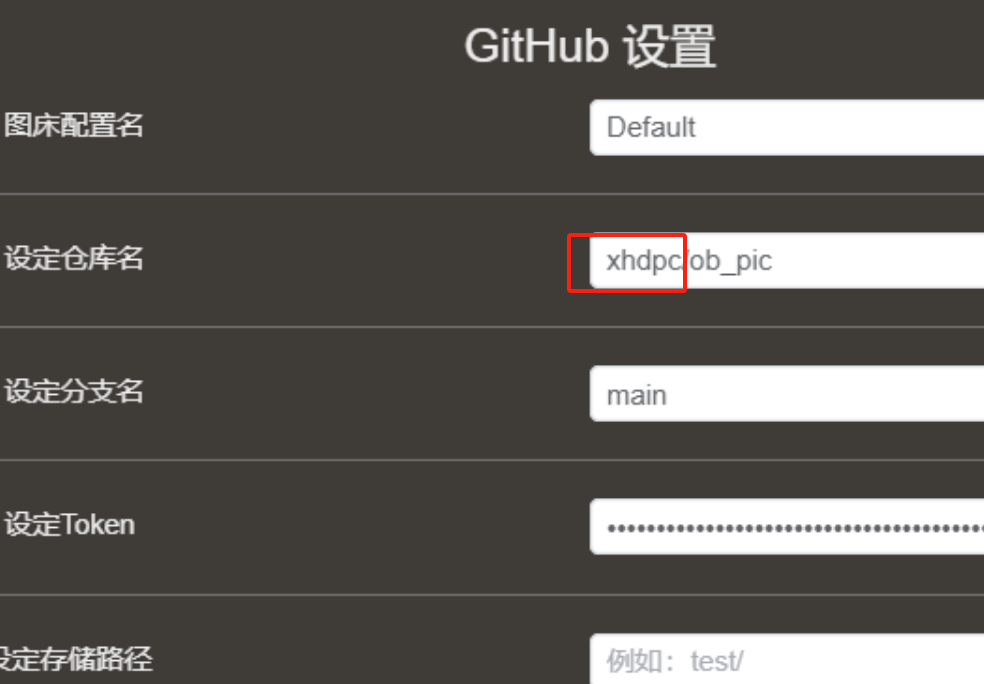 GitHub 设置
图床配置名 Default
设定仓库名 xhdpc/ob_pic
设定分支名 main
设定Token
设定存储路径 例如：test/